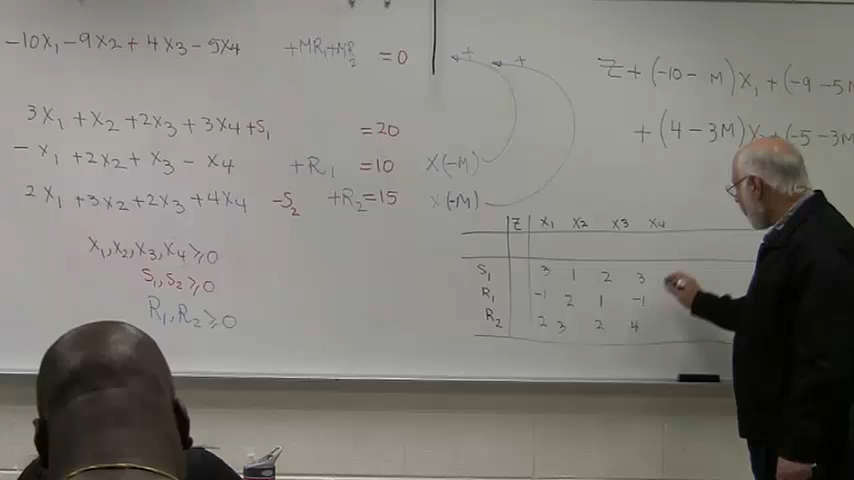 -10X₁ -9X₂ + 4X₃ - 5X₄ +MR₁+MR₂ = 0
3X₁ + X₂ + 2X₃ + 3X₄ + S₁ = 20
- X₁ + 2X₂ + X₃ - X₄ + R₁ = 10 X(-M)
2X₁ + 3X₂ + 2X₃ + 4X₄ - S₂ + R₂ = 15 X(-M)
X₁, X₂, X₃, X₄ ≥ 0
S₁, S₂ ≥ 0
R₁, R₂ ≥ 0
+ +
Z + (-10 - M)X₁ + (-9 - 5M
+ (4 - 3M)X₃ + (-5 - 3M
Z X₁ X₂ X₃ X₄
S₁ 3 1 2 3
R₁ -1 2 1 -1
R₂ 2 3 2 4